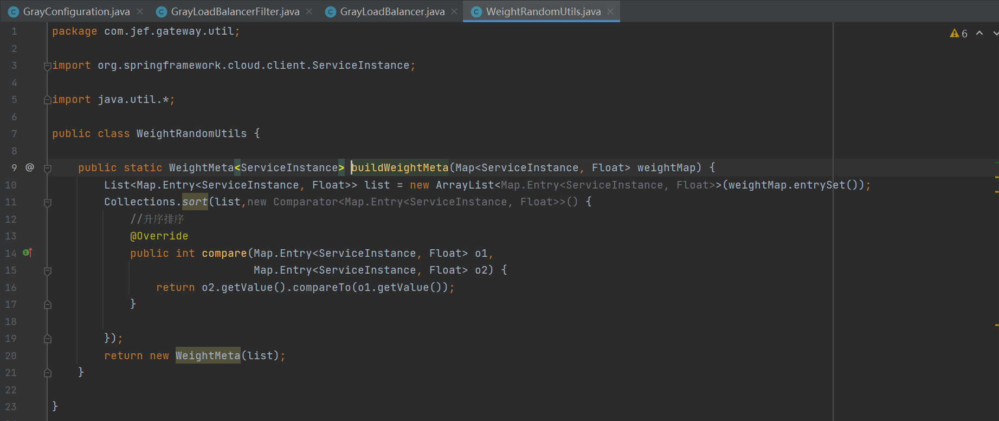 GrayConfiguration.java GrayLoadBalancerFilter.java GrayLoadBalancer.java WeightRandomUtils.java
6
1 package com.jef.gateway.util;
2
3 import org.springframework.cloud.client.ServiceInstance;
4
5 import java.util.*;
6
7 public class WeightRandomUtils {
8
9 @ public static WeightMeta<ServiceInstance> buildWeightMeta(Map<ServiceInstance, Float> weightMap) {
10 List<Map.Entry<ServiceInstance, Float>> list = new ArrayList<Map.Entry<ServiceInstance, Float>>(weightMap.entrySet());
11 Collections.sort(list,new Comparator<Map.Entry<ServiceInstance, Float>>() {
12 //升序排序
13 @Override
14 public int compare(Map.Entry<ServiceInstance, Float> o1,
15 Map.Entry<ServiceInstance, Float> o2) {
16 return o2.getValue().compareTo(o1.getValue());
17 }
18
19 });
20 return new WeightMeta(list);
21 }
22
23 }